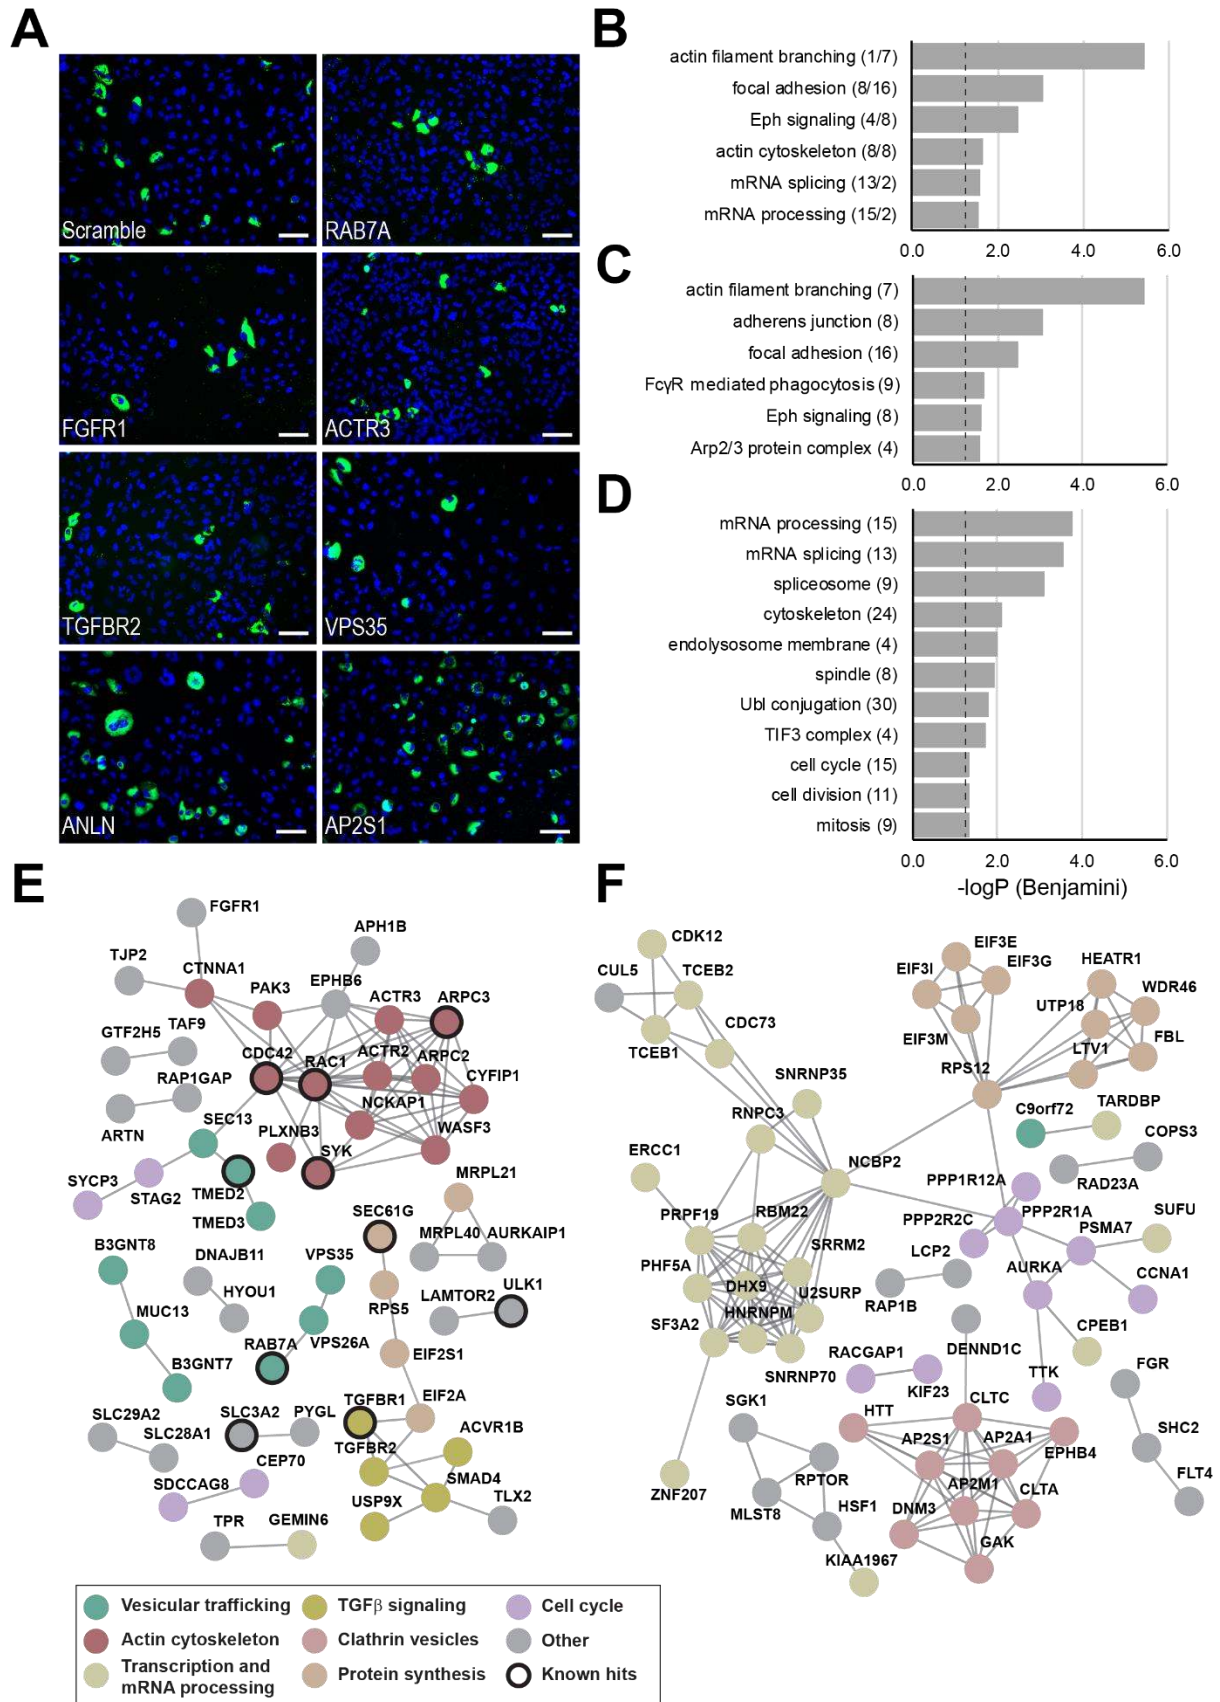 A
Scramble
RAB7A
FGFR1
ACTR3
TGFBR2
VPS35
ANLN
AP2S1
B
actin filament branching (1/7)
focal adhesion (8/16)
Eph signaling (4/8)
actin cytoskeleton (8/8)
mRNA splicing (13/2)
mRNA processing (15/2)
0.0 2.0 4.0 6.0
C
actin filament branching (7)
adherens junction (8)
focal adhesion (16)
FcγR mediated phagocytosis (9)
Eph signaling (8)
Arp2/3 protein complex (4)
0.0 2.0 4.0 6.0
D
mRNA processing (15)
mRNA splicing (13)
spliceosome (9)
cytoskeleton (24)
endolysosome membrane (4)
spindle (8)
Ubl conjugation (30)
TIF3 complex (4)
cell cycle (15)
cell division (11)
mitosis (9)
0.0 2.0 4.0 6.0
-logP (Benjamini)
E
FGFR1
TJP2
CTNNA1
APH1B
PAK3
EPHB6
ACTR3
ARPC3
GTF2H5
TAF9
CDC42
RAC1
ACTR2
ARPC2
CYFIP1
RAP1GAP
ARTN
NCKAP1
SEC13
PLXNB3
SYK
WASF3
SYCP3
STAG2
TMED2
TMED3
MRPL21
SEC61G
MRPL40
AURKAIP1
B3GNT8
DNAJB11
VPS35
HYOU1
RPS5
LAMTOR2
ULK1
MUC13
RAB7A
VPS26A
EIF2S1
B3GNT7
SLC29A2
SLC3A2
PYGL
TGFBR1
EIF2A
SLC28A1
TGFBR2
ACVR1B
SDCCAG8
CEP70
SMAD4
USP9X
TLX2
TPR
GEMIN6
F
CDK12
CUL5
TCEB2
TCEB1
CDC73
EIF3E
EIF3I
EIF3G
EIF3M
HEATR1
WDR46
UTP18
FBL
LTV1
RPS12
SNRNP35
RNPC3
C9orf72
TARDBP
COPS3
ERCC1
NCBP2
RAD23A
PPP1R12A
PRPF19
RBM22
PPP2R2C
PPP2R1A
PSMA7
SUFU
SRRM2
LCP2
PHF5A
DHX9
U2SURP
AURKA
CCNA1
RAP1B
HNRNPM
SF3A2
DENND1C
CPEB1
SNRNP70
RACGAP1
KIF23
TTK
FGR
SGK1
HTT
CLTC
AP2S1
AP2A1
EPHB4
SHC2
RPTOR
AP2M1
CLTA
FLT4
ZNF207
MLST8
HSF1
DNM3
GAK
KIAA1967
Vesicular trafficking
TGFβ signaling
Cell cycle
Actin cytoskeleton
Clathrin vesicles
Other
Transcription and
mRNA processing
Protein synthesis
Known hits